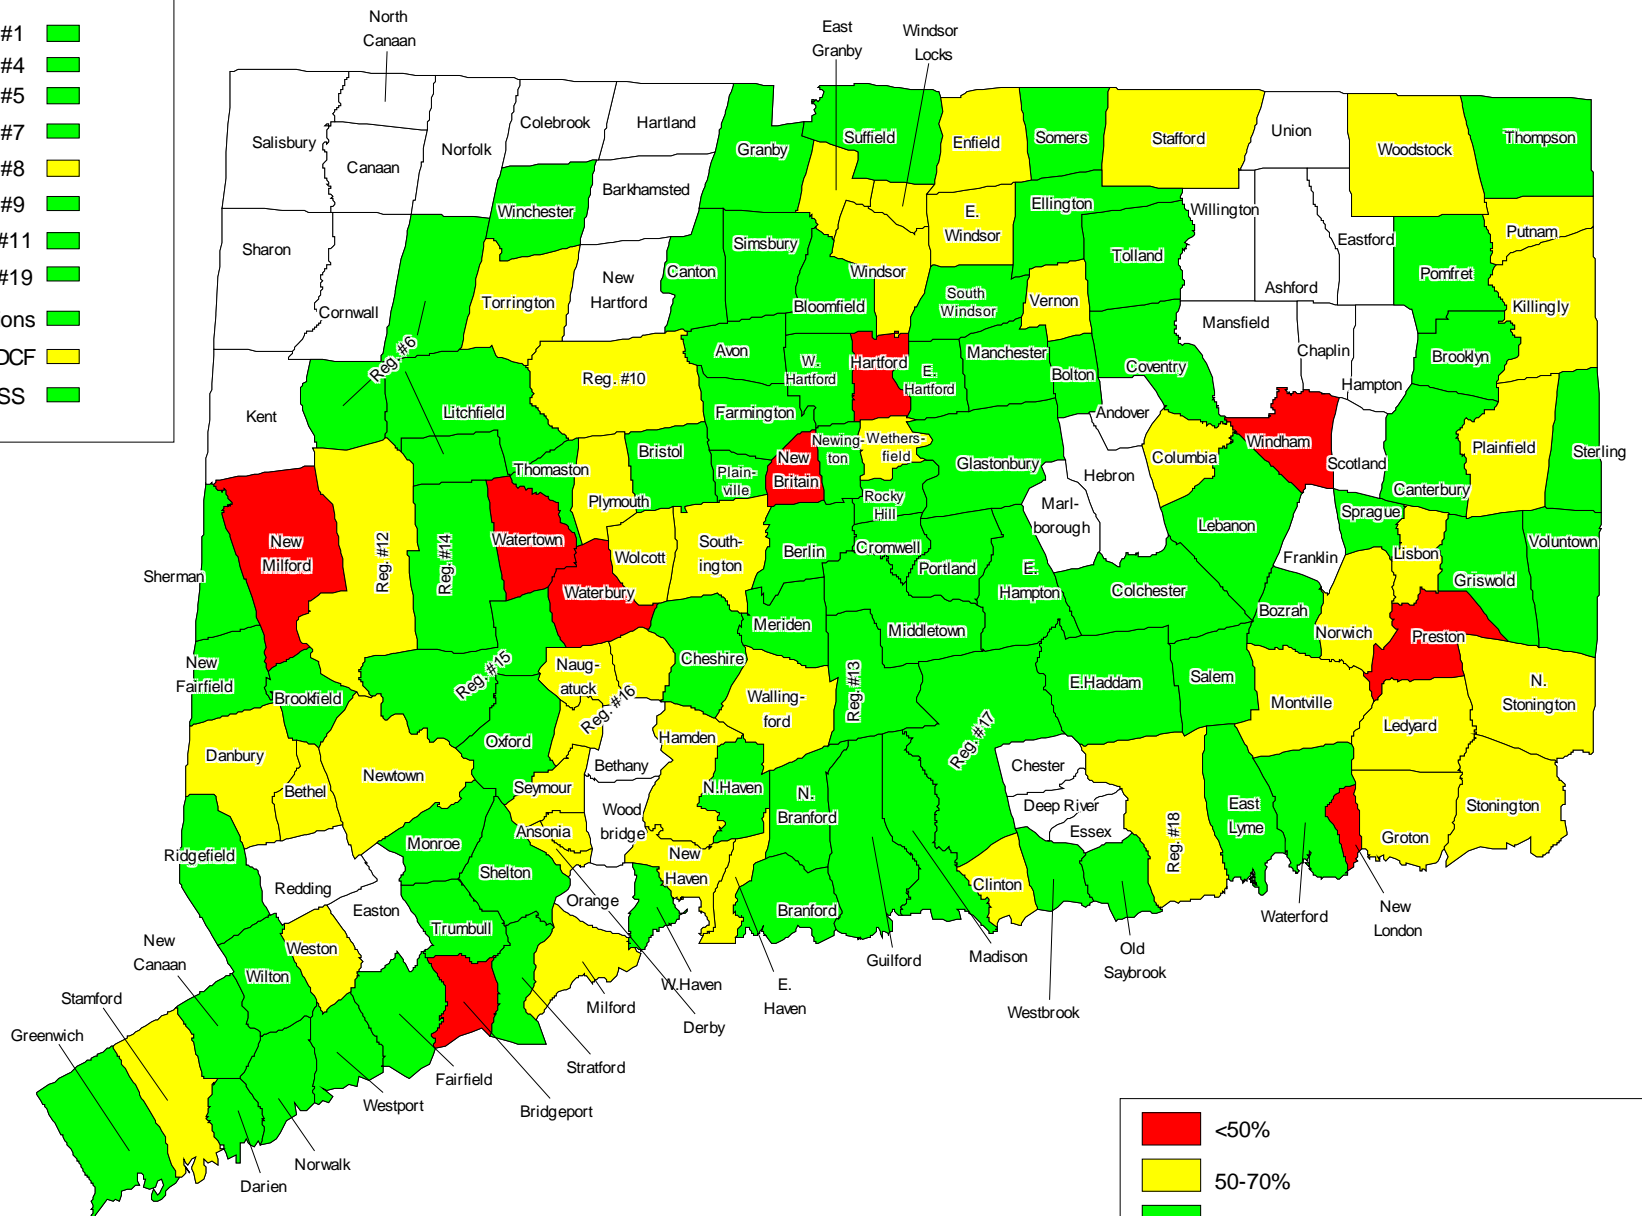 #1
#4
#5
#7
#8
#9
#11
#19
ons
DCF
SS
North
Canaan
East
Granby
Windsor
Locks
Salisbury
Canaan
Norfolk
Colebrook
Hartland
Granby
Suffield
Enfield
Somers
Stafford
Union
Woodstock
Thompson
Winchester
Barkhamsted
Simsbury
E.
Windsor
Ellington
Willington
Eastford
Putnam
Sharon
Cornwall
Torrington
New
Hartford
Canton
Windsor
Bloomfield
South
Windsor
Vernon
Tolland
Ashford
Pomfret
Killingly
Mansfield
Chaplin
Hampton
Brooklyn
Reg. #6
Reg. #10
Avon
W.
Hartford
Hartford
E.
Hartford
Manchester
Bolton
Coventry
Kent
Litchfield
Farmington
Andover
Windham
Scotland
Plainfield
Sterling
Thomaston
Bristol
Plain-
ville
New
Britain
Newing-
ton
Wethers-
field
Glastonbury
Hebron
Columbia
Canterbury
Plymouth
Rocky
Hill
Marl-
borough
Lebanon
Sprague
Franklin
Lisbon
Voluntown
New
Milford
Reg. #12
Reg. #14
Watertown
Wolcott
South-
ington
Berlin
Cromwell
Portland
E.
Hampton
Colchester
Bozrah
Griswold
Sherman
Waterbury
Meriden
Middletown
Norwich
Preston
New
Fairfield
Brookfield
Reg. #15
Naug-
atuck
Cheshire
Reg. #16
Walling-
ford
Reg. #13
E.Haddam
Salem
Montville
Ledyard
N.
Stonington
Danbury
Bethel
Newtown
Oxford
Seymour
Bethany
Hamden
N.Haven
Reg. #17
Chester
Deep River
Essex
Reg. #18
East
Lyme
Groton
Stonington
Ridgefield
Redding
Monroe
Shelton
Ansonia
Wood
bridge
New
Haven
N.
Branford
Branford
Clinton
Easton
Weston
Trumbull
Orange
Wilton
New
Canaan
Stamford
Greenwich
Milford
W.Haven
Derby
E.
Haven
Guilford
Madison
Westbrook
Old
Saybrook
Waterford
New
London
Stratford
Bridgeport
Fairfield
Westport
Norwalk
Darien
<50%
50-70%